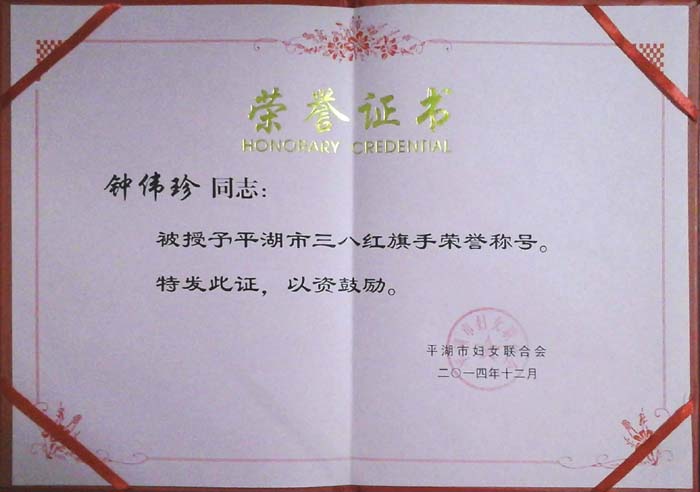 荣誉证书
HONORARY CREDENTIAL
钟伟珍 同志：
被授予平湖市三八红旗手荣誉称号。
特发此证，以资鼓励。
平湖市妇女联合会
二〇一四年十二月